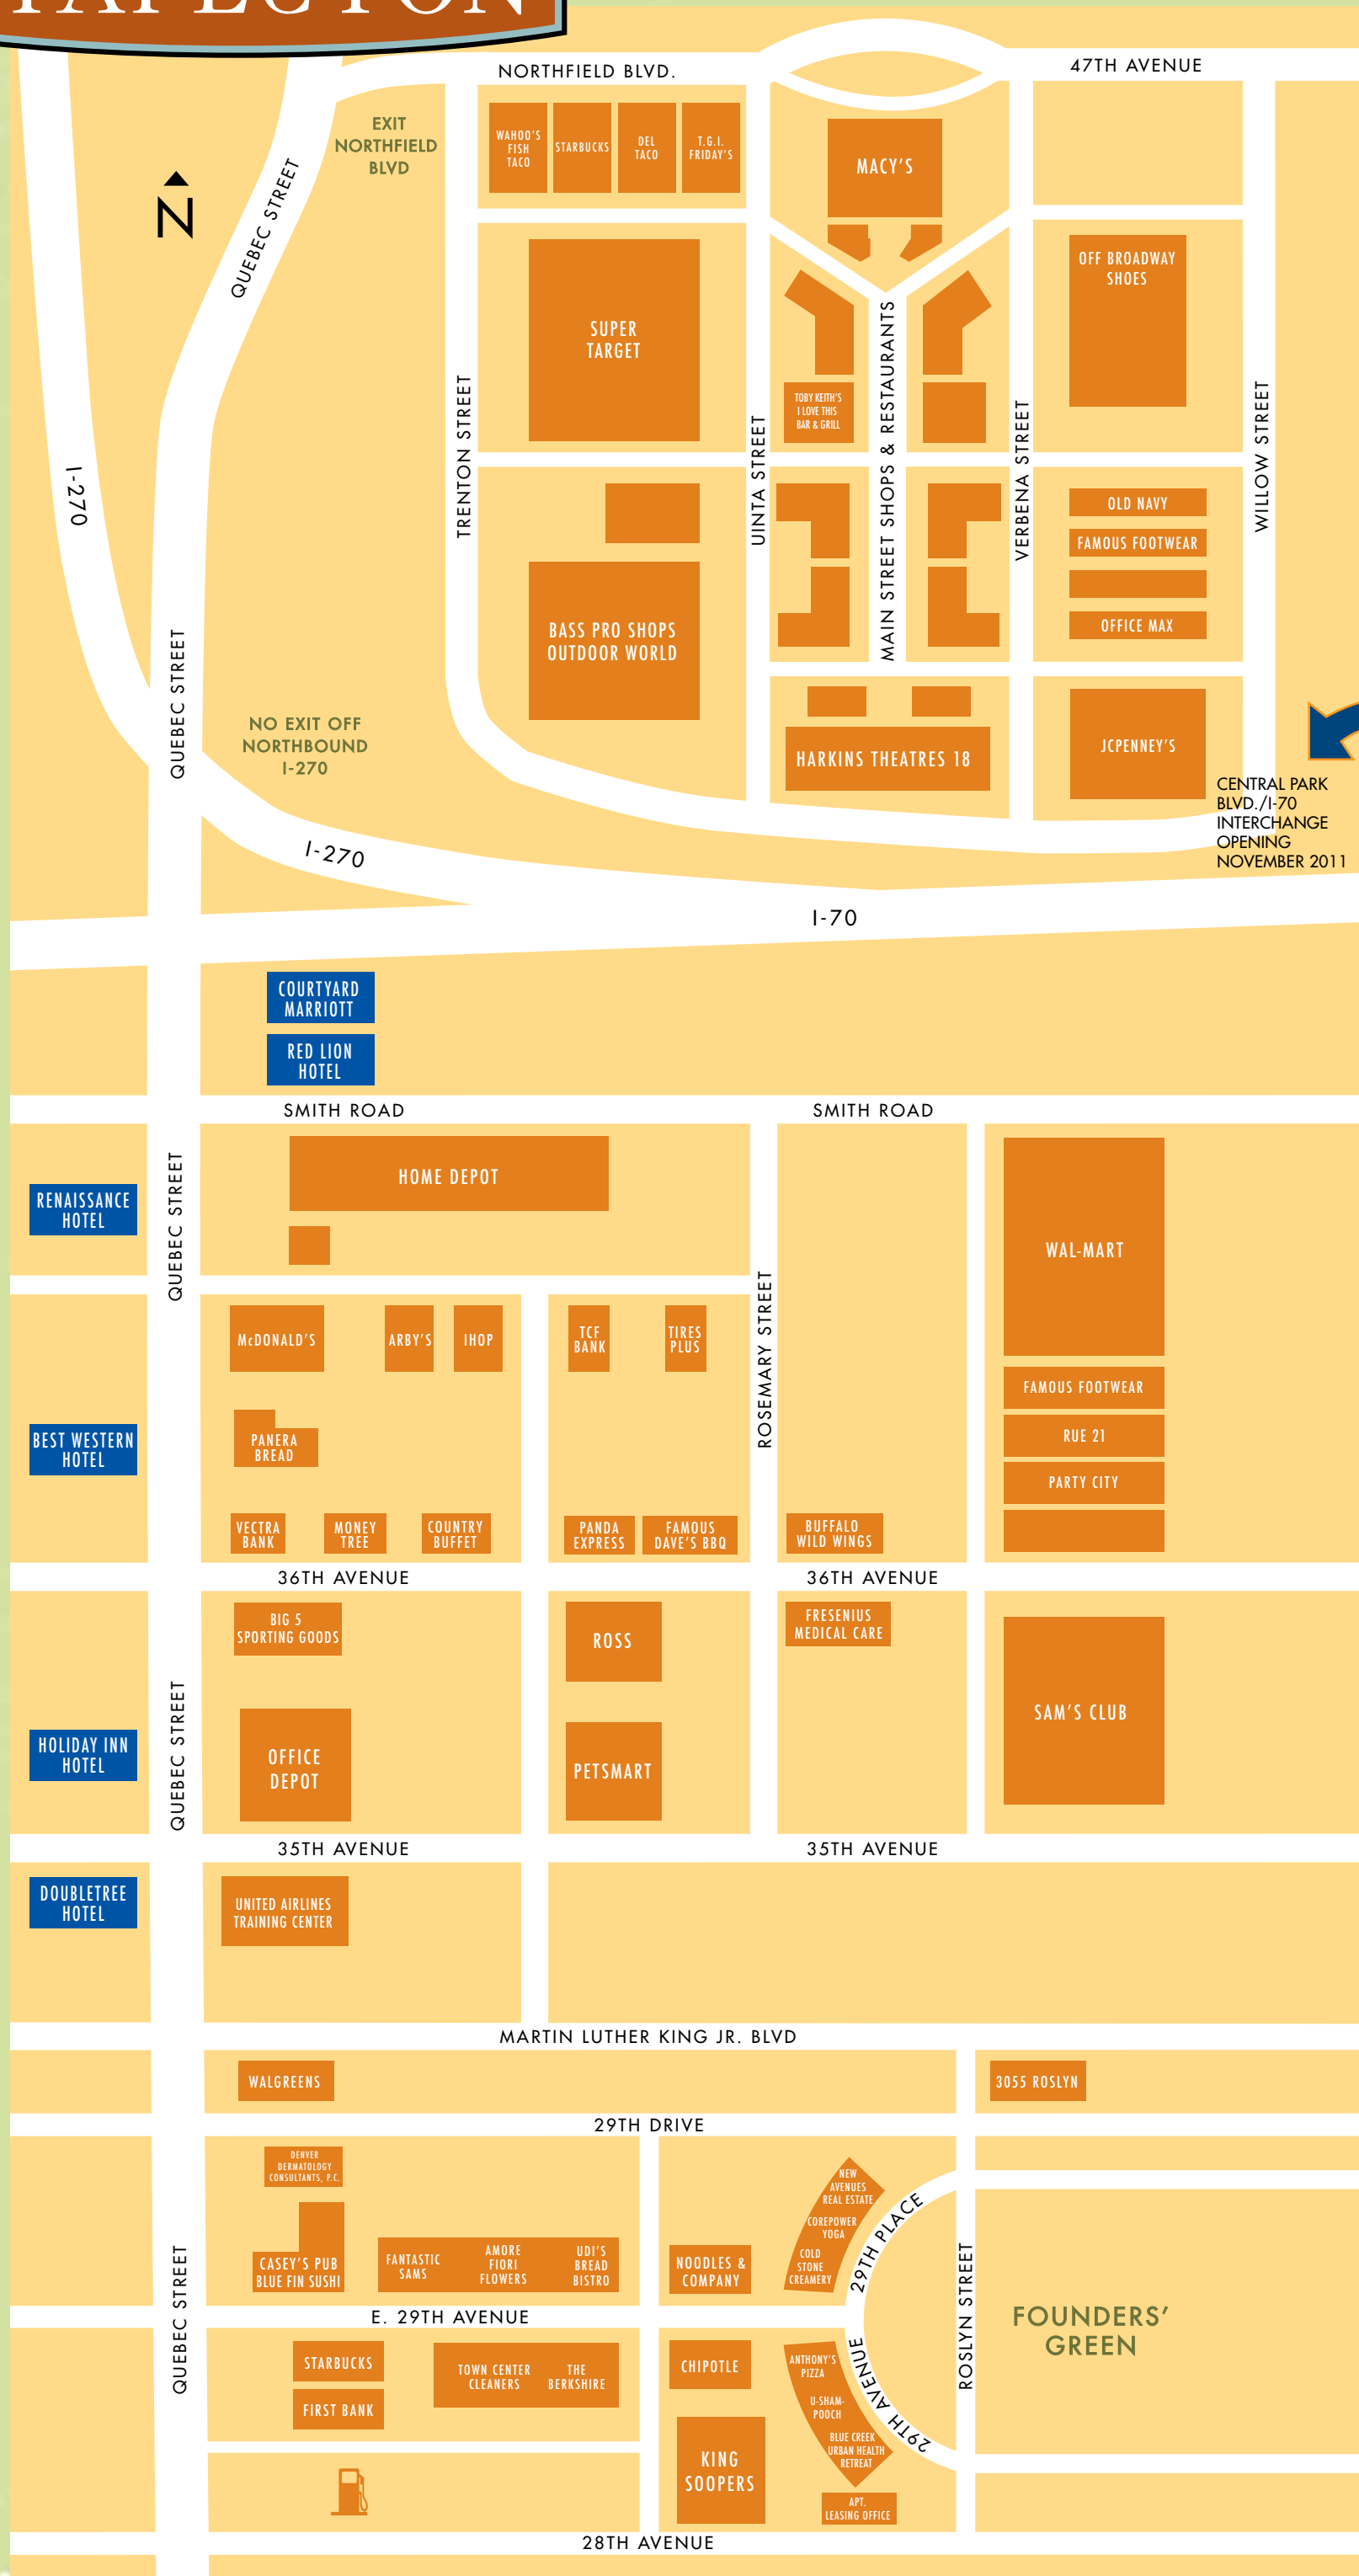 NORTHFIELD BLVD.
47TH AVENUE
EXIT
NORTHFIELD
BLVD
WAHOO'S
FISH
TACO
STARBUCKS
DEL
TACO
T.G.I.
FRIDAY'S
MACY'S
N
QUEBEC STREET
OFF BROADWAY
SHOES
SUPER
TARGET
TOBY KEITH'S
I LOVE THIS
BAR & GRILL
I-270
TRENTON STREET
UINTA STREET
MAIN STREET SHOPS & RESTAURANTS
VERBENA STREET
WILLOW STREET
OLD NAVY
FAMOUS FOOTWEAR
OFFICE MAX
BASS PRO SHOPS
OUTDOOR WORLD
QUEBEC STREET
NO EXIT OFF
NORTHBOUND
I-270
HARKINS THEATRES 18
JCPENNEY'S
CENTRAL PARK
BLVD./I-70
INTERCHANGE
OPENING
NOVEMBER 2011
I-270
I-70
COURTYARD
MARRIOTT
RED LION
HOTEL
SMITH ROAD
SMITH ROAD
HOME DEPOT
RENAISSANCE
HOTEL
QUEBEC STREET
WAL-MART
McDONALD'S
ARBY'S
IHOP
TCF
BANK
TIRES
PLUS
ROSEMARY STREET
FAMOUS FOOTWEAR
RUE 21
PARTY CITY
BEST WESTERN
HOTEL
PANERA
BREAD
VECTRA
BANK
MONEY
TREE
COUNTRY
BUFFET
PANDA
EXPRESS
FAMOUS
DAVE'S BBQ
BUFFALO
WILD WINGS
36TH AVENUE
36TH AVENUE
BIG 5
SPORTING GOODS
ROSS
FRESENIUS
MEDICAL CARE
SAM'S CLUB
QUEBEC STREET
HOLIDAY INN
HOTEL
OFFICE
DEPOT
PETSMART
35TH AVENUE
35TH AVENUE
DOUBLETREE
HOTEL
UNITED AIRLINES
TRAINING CENTER
MARTIN LUTHER KING JR. BLVD
WALGREENS
3055 ROSLYN
29TH DRIVE
DENVER
DERMATOLOGY
CONSULTANTS, P.C.
NEW
AVENUES
REAL ESTATE
COREPOWER
YOGA
COLD
STONE
CREAMERY
29TH PLACE
CASEY'S PUB
BLUE FIN SUSHI
FANTASTIC
SAMS
AMORE
FIORI
FLOWERS
UDI'S
BREAD
BISTRO
NOODLES &
COMPANY
QUEBEC STREET
E. 29TH AVENUE
ROSLYN STREET
FOUNDERS'
GREEN
STARBUCKS
FIRST BANK
TOWN CENTER
CLEANERS
THE
BERKSHIRE
CHIPOTLE
ANTHONY'S
PIZZA
U-SHAM-
POOCH
BLUE CREEK
URBAN HEALTH
RETREAT
29TH AVENUE
KING
SOOPERS
APT.
LEASING OFFICE
28TH AVENUE